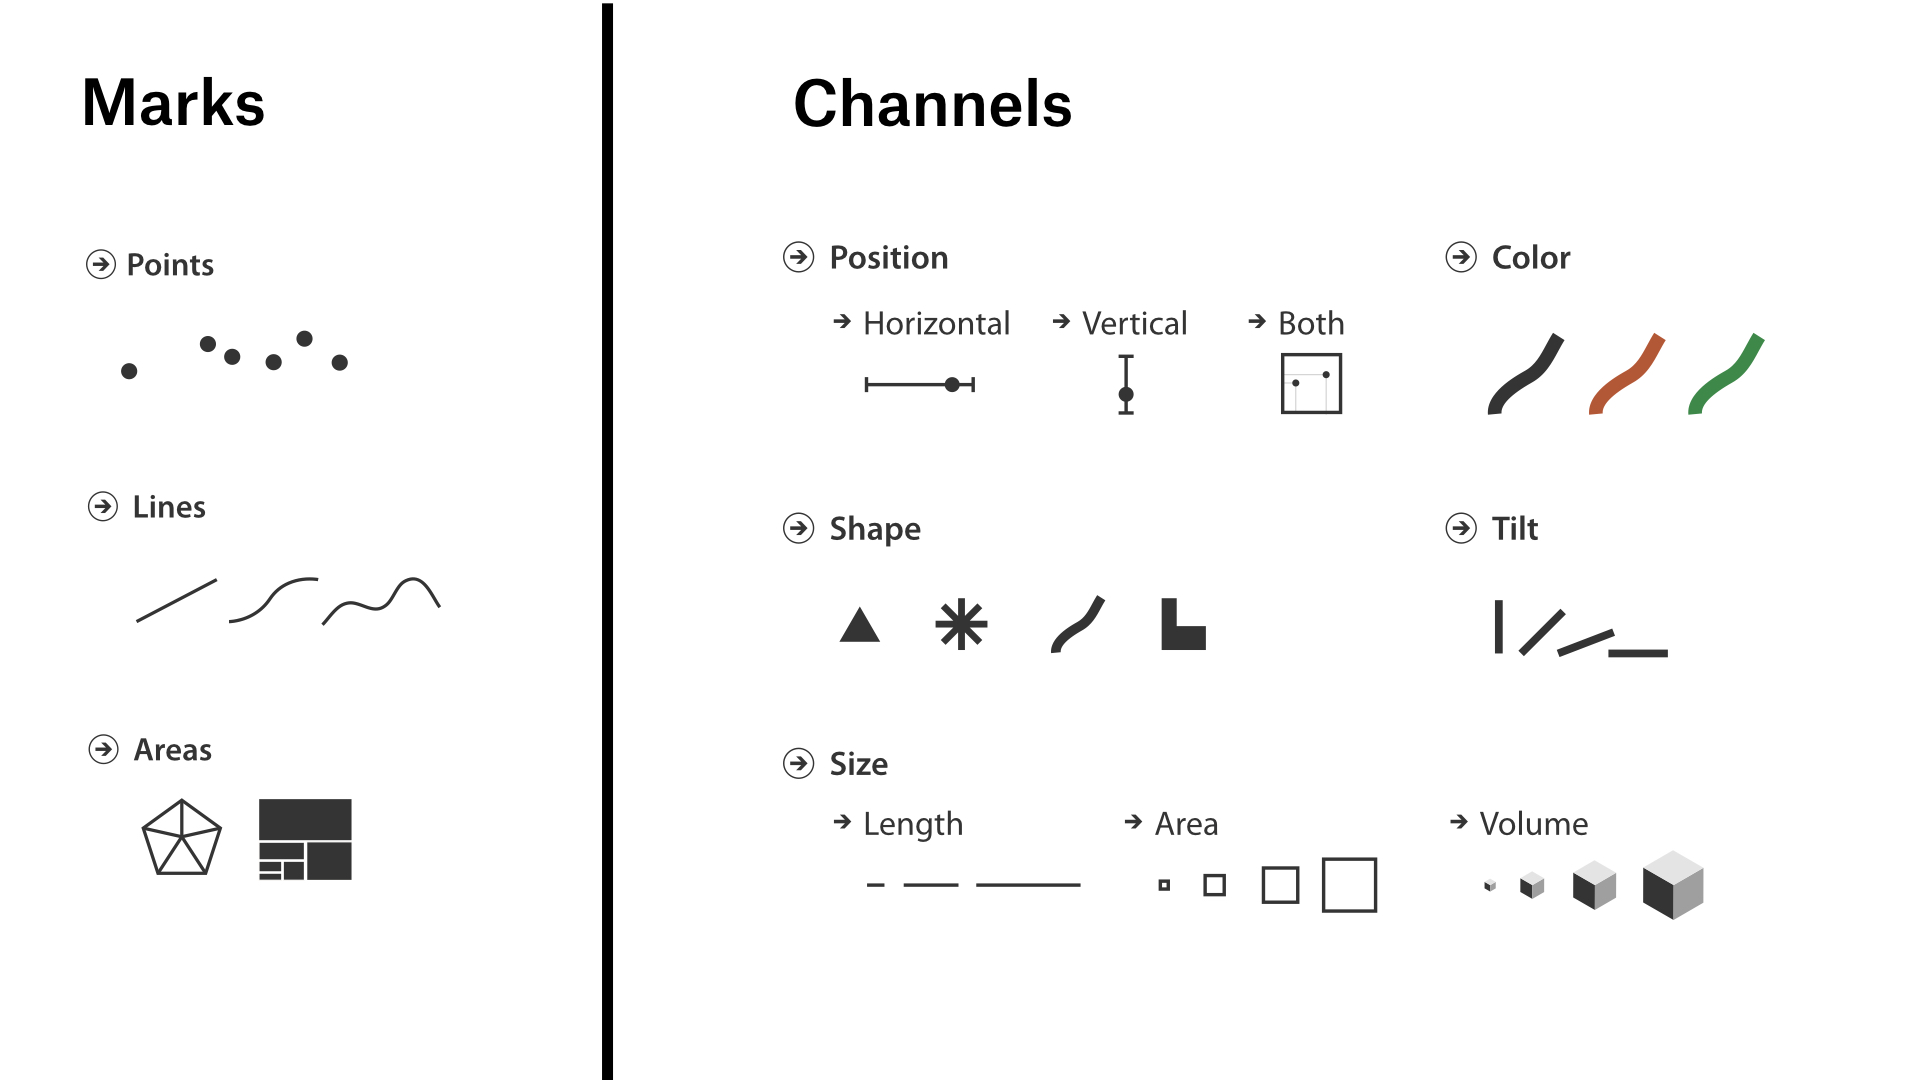 Marks
Points
Lines
Areas
Channels
Position
Horizontal
Vertical
Both
Color
Shape
Tilt
Size
Length
Area
Volume